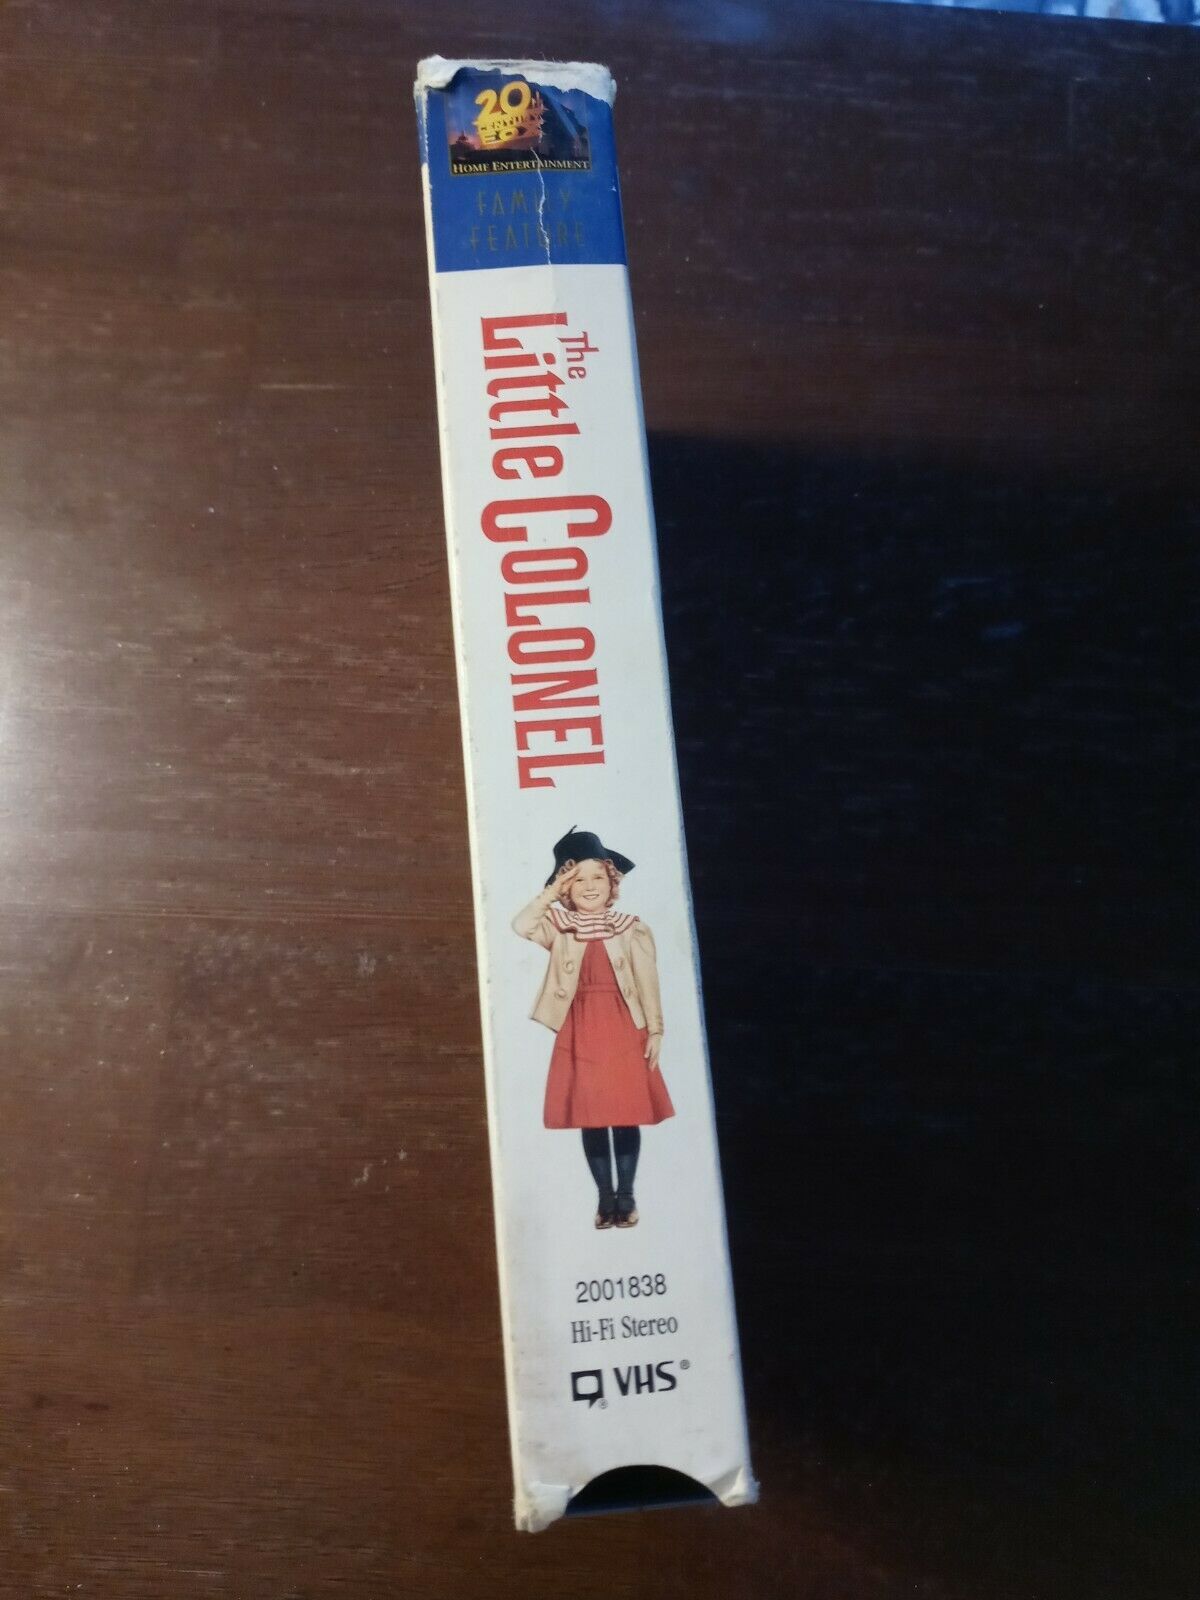 20th
CENTURY
FOX
HOME ENTERTAINMENT
FAMILY
FEATURE
The
Little COLONEL
2001838
Hi-Fi Stereo
VHS®